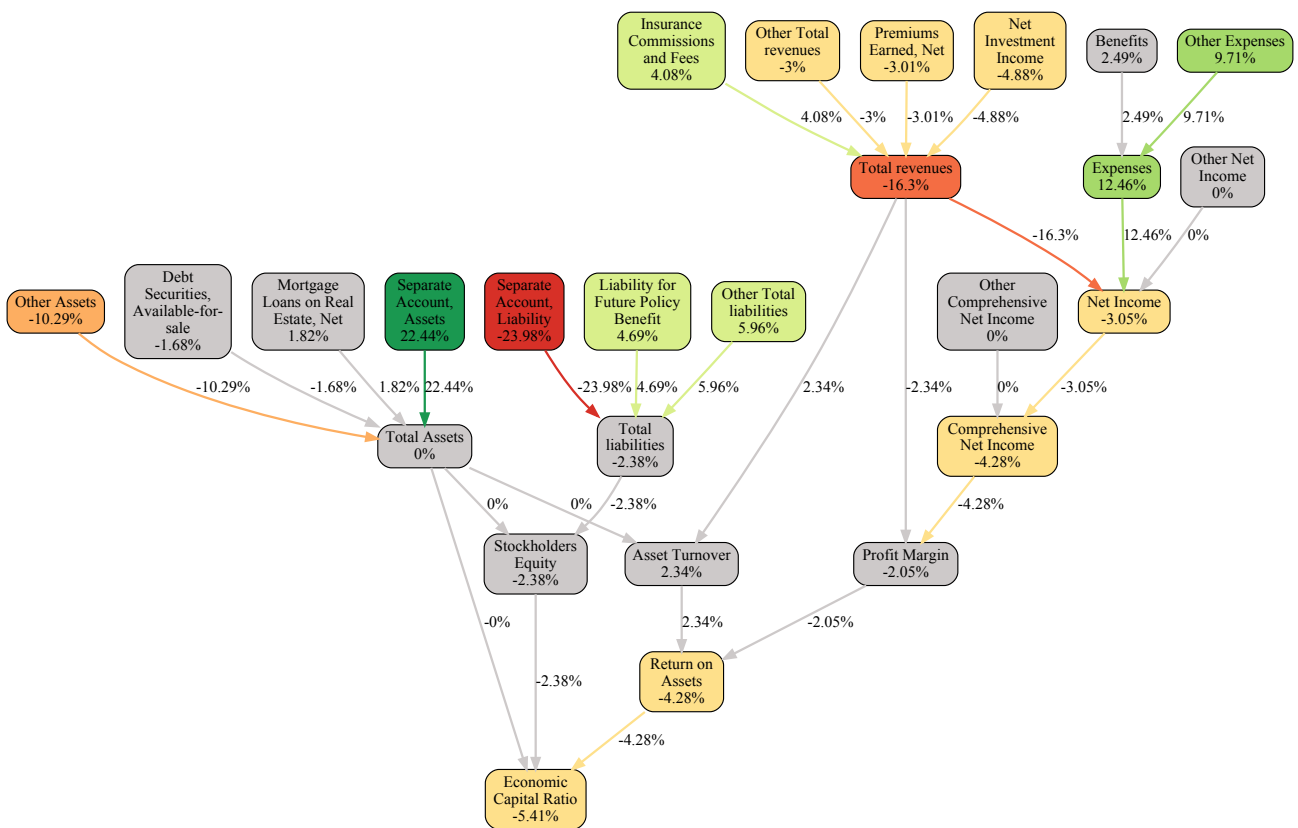 Insurance
Commissions
and Fees
4.08%
Other Total
revenues
-3%
Premiums
Earned, Net
-3.01%
Net
Investment
Income
-4.88%
Benefits
2.49%
Other Expenses
9.71%
4.08%
-3%
-3.01%
-4.88%
2.49%
9.71%
Total revenues
-16.3%
Expenses
12.46%
Other Net
Income
0%
-16.3%
12.46%
0%
Other Assets
-10.29%
Debt
Securities,
Available-for-
sale
-1.68%
Mortgage
Loans on Real
Estate, Net
1.82%
Separate
Account,
Assets
22.44%
Separate
Account,
Liability
-23.98%
Liability for
Future Policy
Benefit
4.69%
Other Total
liabilities
5.96%
Other
Comprehensive
Net Income
0%
Net Income
-3.05%
-10.29%
-1.68%
1.82%
22.44%
-23.98%
4.69%
5.96%
2.34%
-2.34%
0%
-3.05%
Total Assets
0%
Total
liabilities
-2.38%
Comprehensive
Net Income
-4.28%
0%
0%
-2.38%
-4.28%
Stockholders
Equity
-2.38%
Asset Turnover
2.34%
Profit Margin
-2.05%
-0%
2.34%
-2.05%
-2.38%
Return on
Assets
-4.28%
-4.28%
Economic
Capital Ratio
-5.41%